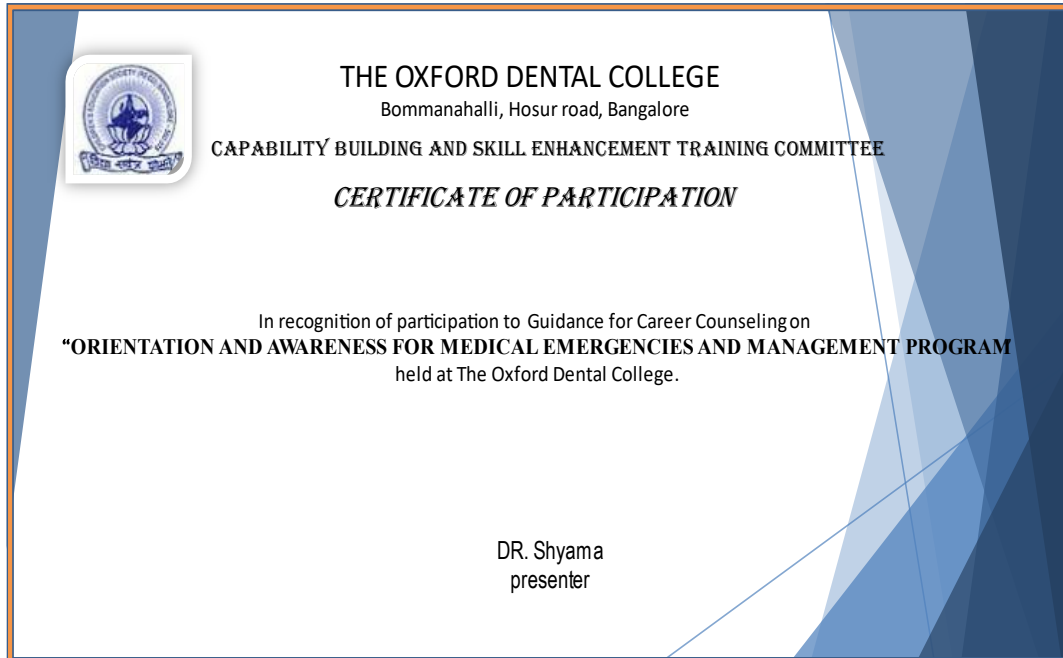 THE OXFORD DENTAL COLLEGE
Bommanahalli, Hosur road, Bangalore
CAPABILITY BUILDING AND SKILL ENHANCEMENT TRAINING COMMITTEE
CERTIFICATE OF PARTICIPATION
In recognition of participation to Guidance for Career Counseling on
“ORIENTATION AND AWARENESS FOR MEDICAL EMERGENCIES AND MANAGEMENT PROGRAM
held at The Oxford Dental College.
DR. Shyama
presenter